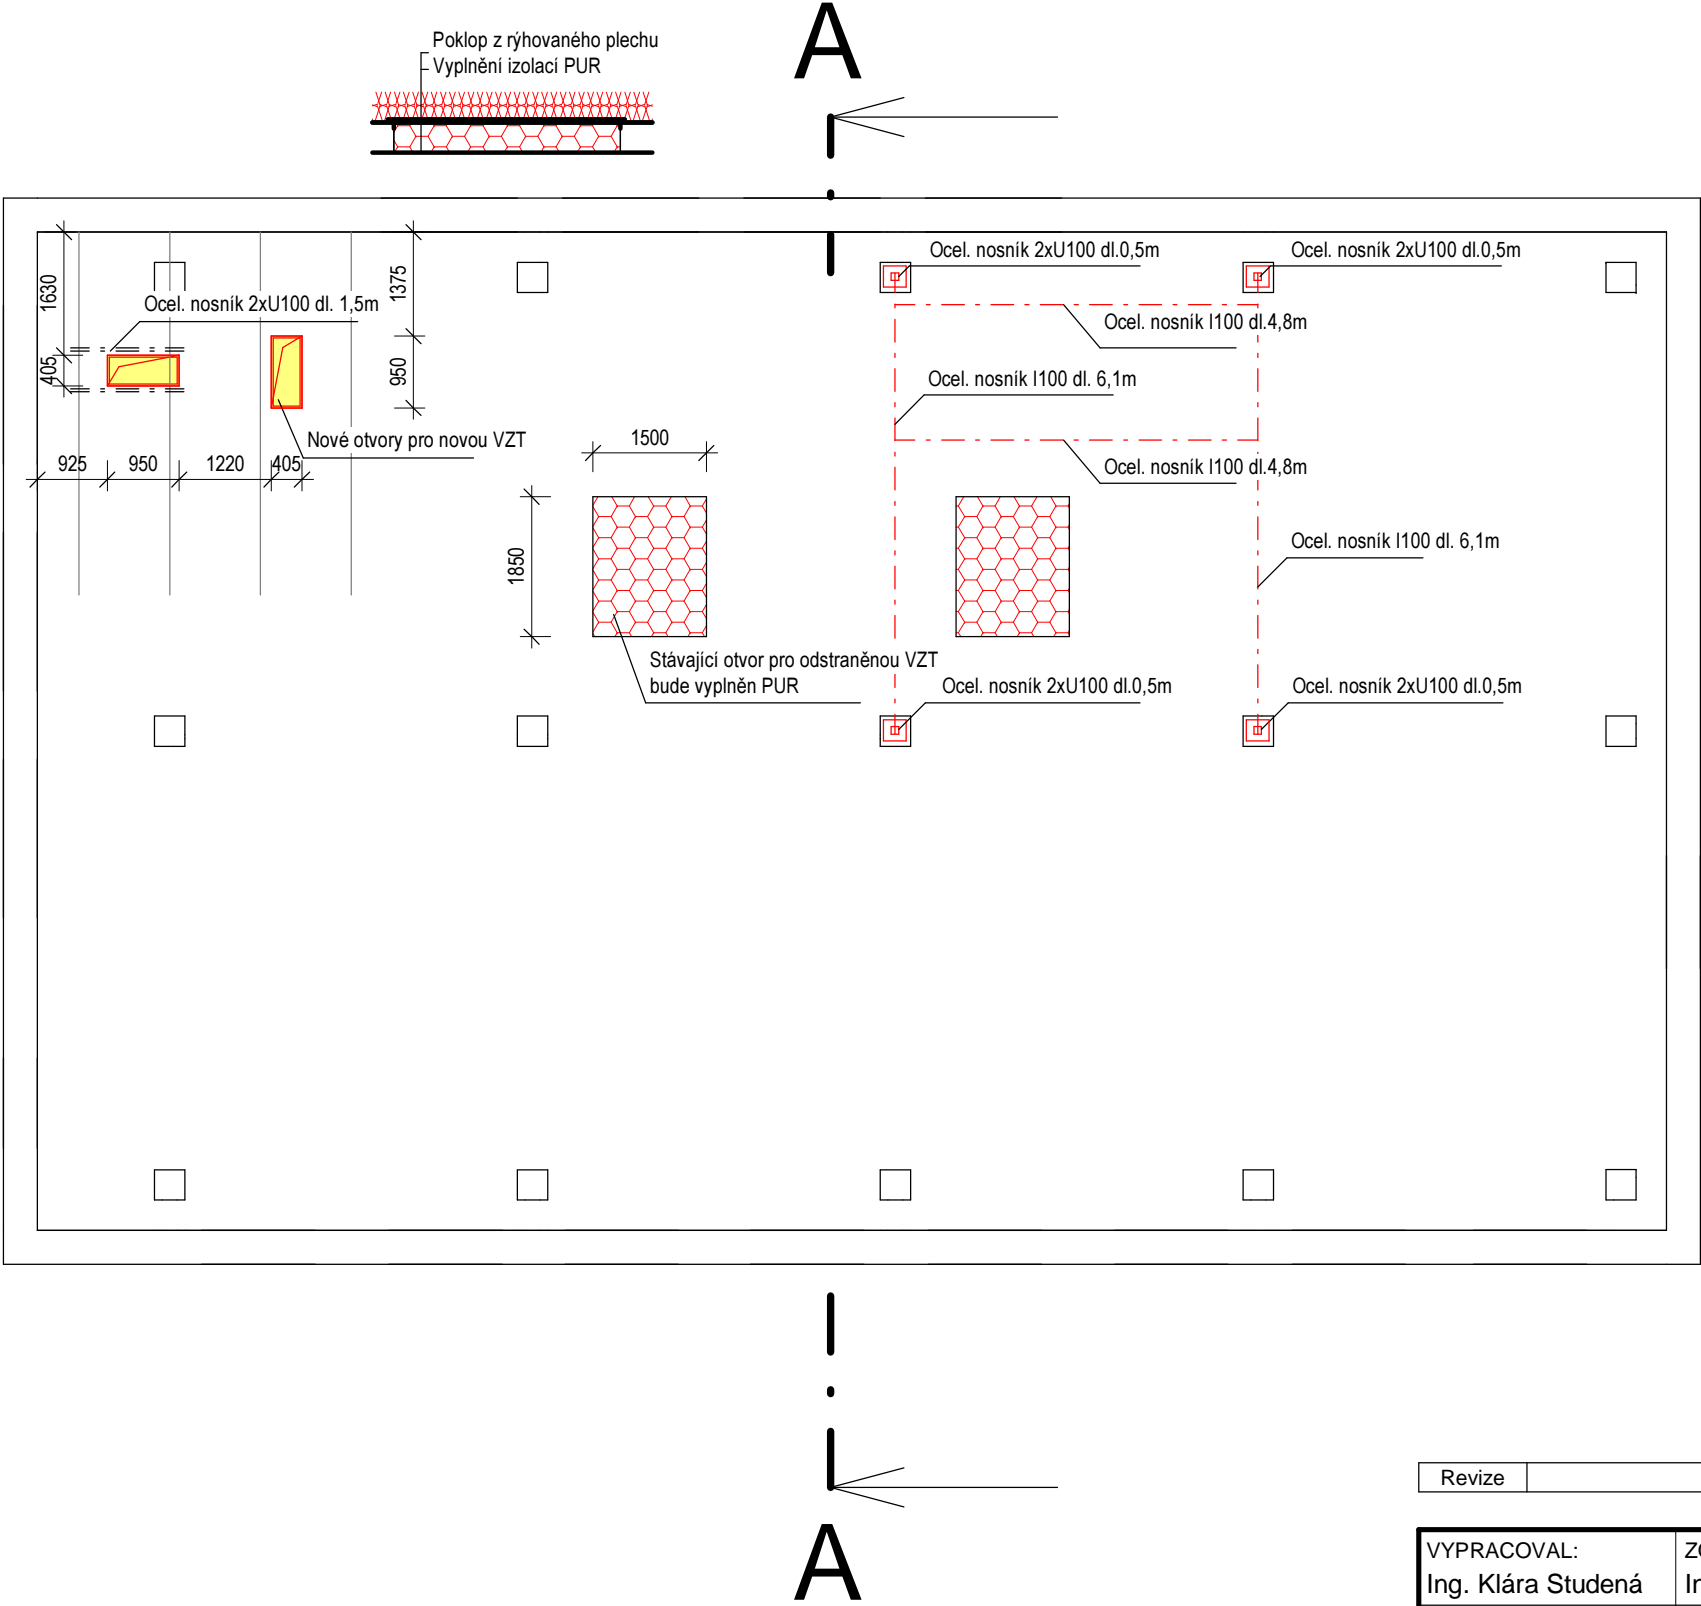 A
Poklop z rýhovaného plechu
Vyplnění izolací PUR
Ocel. nosník 2xU100 dl.0,5m
Ocel. nosník 2xU100 dl.0,5m
1630
1375
Ocel. nosník 2xU100 dl. 1,5m
Ocel. nosník I100 dl.4,8m
405
950
Ocel. nosník I100 dl. 6,1m
Nové otvory pro novou VZT
1500
925
950
1220
405
Ocel. nosník I100 dl.4,8m
1850
Ocel. nosník I100 dl. 6,1m
Stávající otvor pro odstraněnou VZT
bude vyplněn PUR
Ocel. nosník 2xU100 dl.0,5m
Ocel. nosník 2xU100 dl.0,5m
Revize
A
VYPRACOVAL:
Ing. Klára Studená